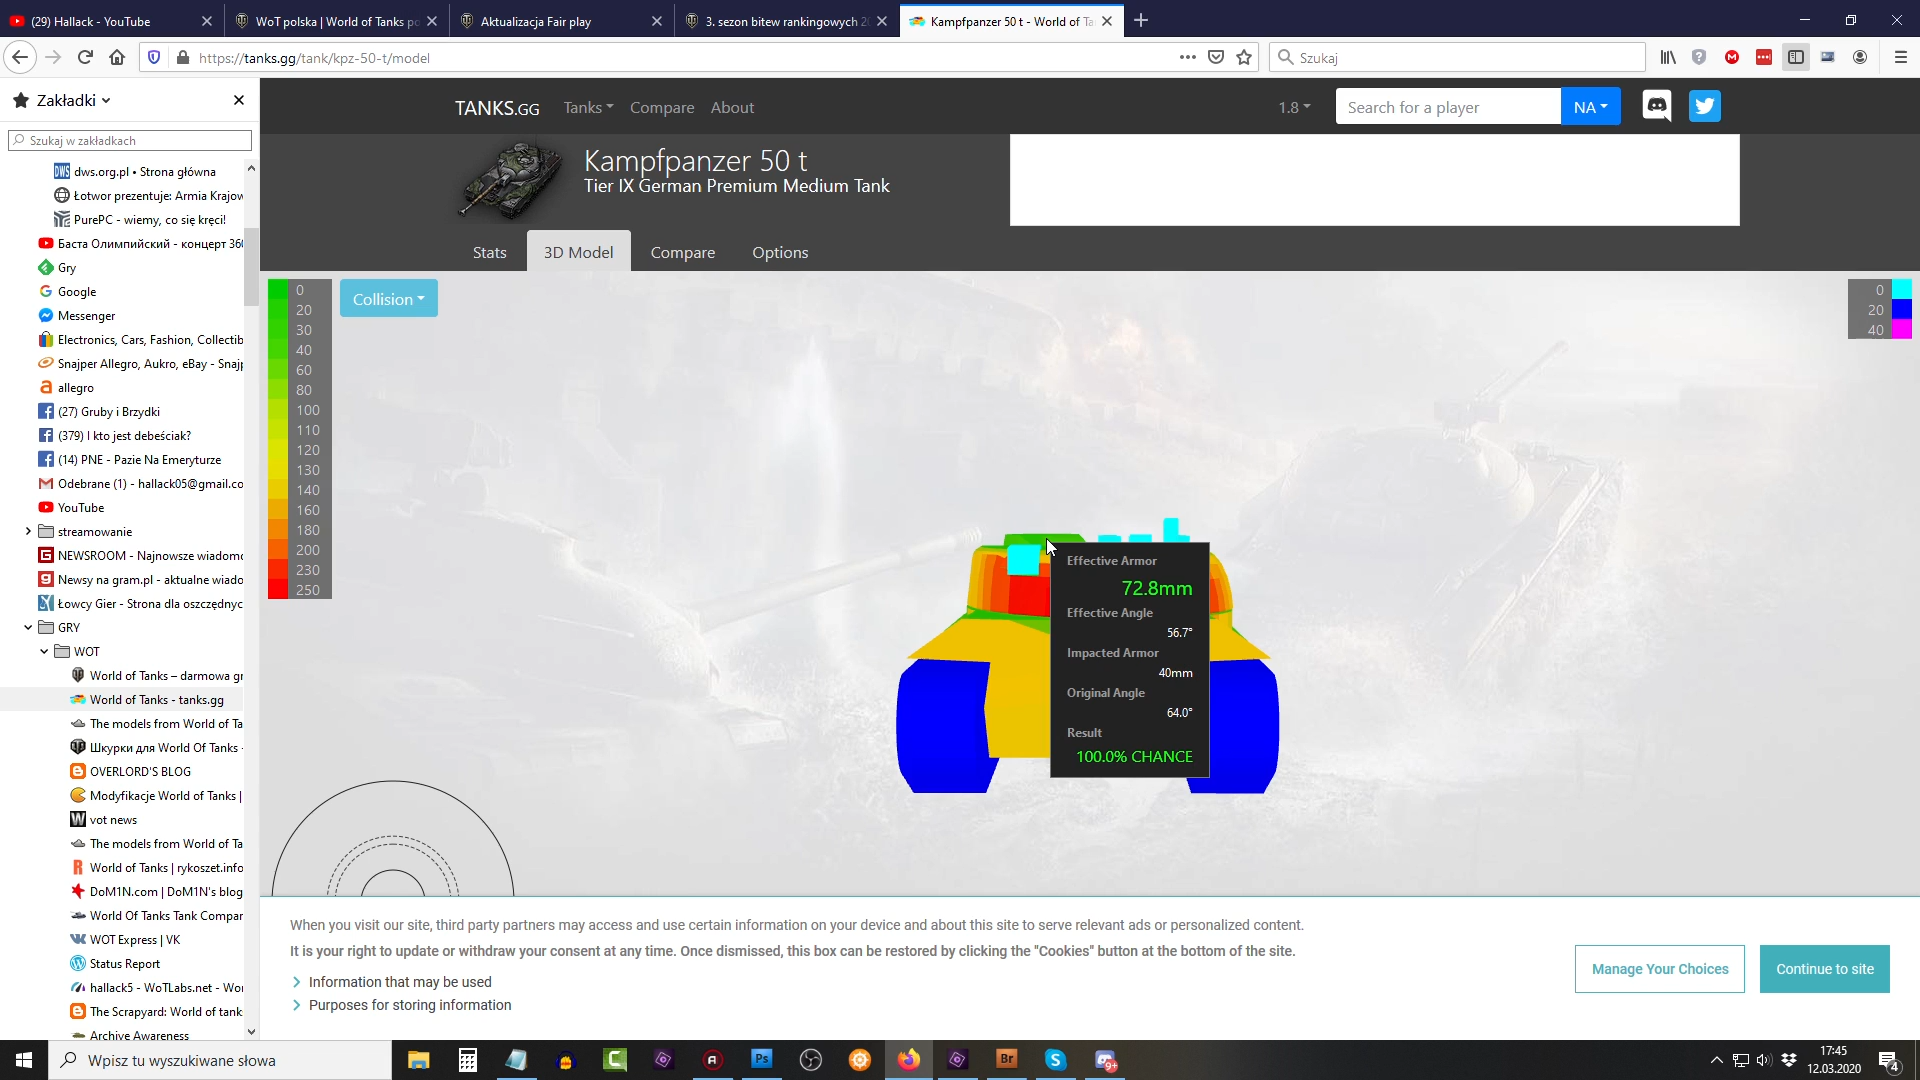 (29) Hallack - YouTube
WoT polska | World of Tanks po
Aktualizacja Fair play
3. sezon bitew rankingowych 2
Kampfpanzer 50 t - World of Ta
https://tanks.gg/tank/kpz-50-t/model
Szukaj
Zakładki
Szukaj w zakładkach
dws.org.pl • Strona główna
Łotwor prezentuje: Armia Krajow
PurePC - wiemy, co się kręci!
Баста Олимпийский - концерт 360
Gry
Google
Messenger
Electronics, Cars, Fashion, Collectib
Snajper Allegro, Aukro, eBay - Snajp
allegro
(27) Gruby i Brzydki
(379) I kto jest debeściak?
(14) PNE - Pazie Na Emeryturze
Odebrane (1) - hallack05@gmail.co
YouTube
streamowanie
NEWSROOM - Najnowsze wiadomo
Newsy na gram.pl - aktualne wiado
Łowcy Gier - Strona dla oszczędnyc
GRY
WOT
World of Tanks – darmowa gr
World of Tanks - tanks.gg
The models from World of Ta
Шкурки для World Of Tanks -
OVERLORD'S BLOG
Modyfikacje World of Tanks |
vot news
The models from World of Ta
World of Tanks | rykoszet.info
DoM1N.com | DoM1N's blog
World Of Tanks Tank Compar
WOT Express | VK
Status Report
hallack5 - WoTLabs.net - Wor
The Scrapyard: World of tank
Archive Awareness
TANKS.GG
Tanks
Compare
About
1.8
Search for a player
NA
Kampfpanzer 50 t
Tier IX German Premium Medium Tank
Stats
3D Model
Compare
Options
0
20
30
40
60
80
100
110
120
130
140
160
180
200
230
250
Collision
0
20
40
Effective Armor
72.8mm
Effective Angle
56.7°
Impacted Armor
40mm
Original Angle
64.0°
Result
100.0% CHANCE
When you visit our site, third party partners may access and use certain information on your device and about this site to serve relevant ads or personalized content.
It is your right to update or withdraw your consent at any time. Once dismissed, this box can be restored by clicking the "Cookies" button at the bottom of the site.
Information that may be used
Purposes for storing information
Manage Your Choices
Continue to site
Wpisz tu wyszukiwane słowa
Ps
Br
9+
17:45
12.03.2020
4